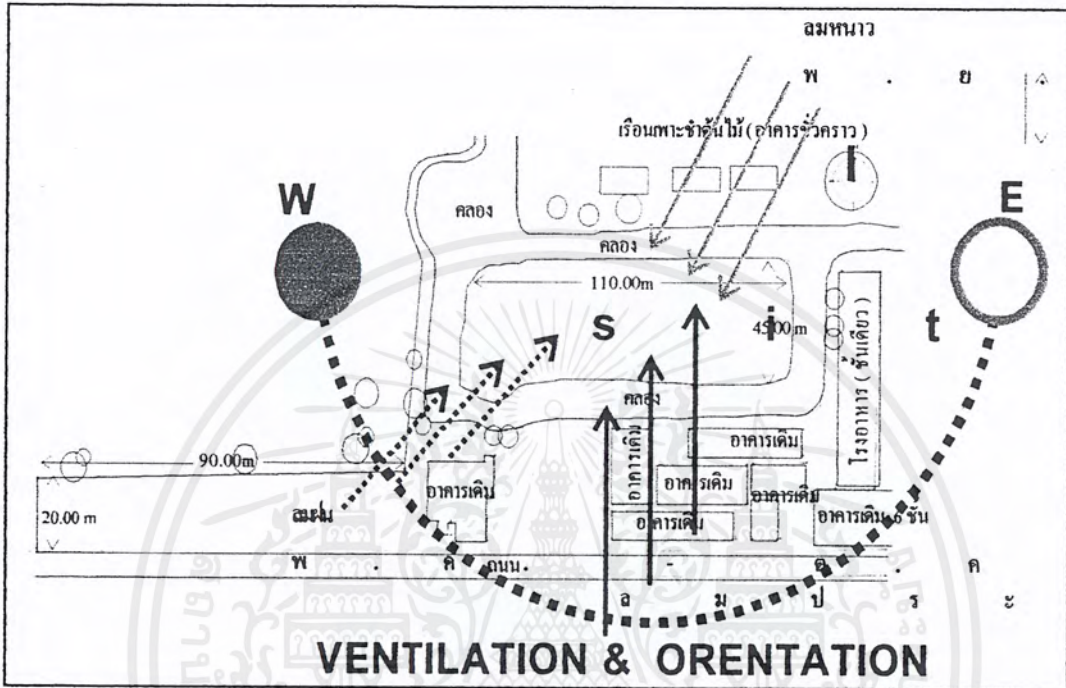 ลมหนาว
พ . ย
เรือนเพาะชำต้นไม้ ( อาคารชั่วคราว )
W
E
คลอง
คลอง
110.00m
s i t
45.00 m
โรงอาหาร ( ชั้นเดียว )
คลอง
90.00m
อาคารเดิม
อาคารเดิม
อาคารเดิม
อาคารเดิม
อาคารเดิม
20.00 m
ลมฝน
อาคารเดิม
อาคารเดิม 6 ชั้น
พ . ค ถนน . - ต . ค
ล ม ป ร ะ
VENTILATION & ORENTATION